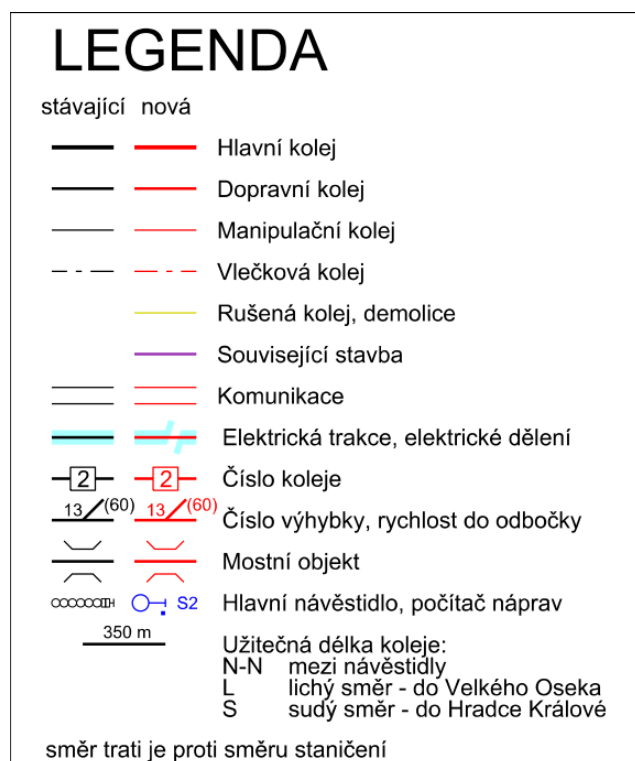 LEGENDA
stávající nová
Hlavní kolej
Dopravní kolej
Manipulační kolej
Vlečková kolej
Rušená kolej, demolice
Související stavba
Komunikace
Elektrická trakce, elektrické dělení
2 2 Číslo koleje
13 (60) 13 (60) Číslo výhybky, rychlost do odbočky
Mostní objekt
S2 Hlavní návěstidlo, počítač náprav
350 m Užitečná délka koleje:
N-N mezi návěstidly
L lichý směr - do Velkého Oseka
S sudý směr - do Hradce Králové
směr trati je proti směru staničení